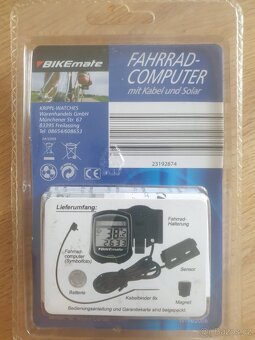 BIKEmate
FAHRRAD-
COMPUTER
mit Kabel und Solar
KRIPPL-WATCHES
Warenhandels GmbH
Münchener Str. 67
83395 Freilassing
Tel: 08654/608653
23192674
Lieferumfang:
Fahrrad-
Halterung
Fahrrad-
computer
(Symbolfoto)
Sensor
Batterie
Kabelbinder 8x
Magnet
Bedienungsanleitung und Garantiekarte sind beigepackt.